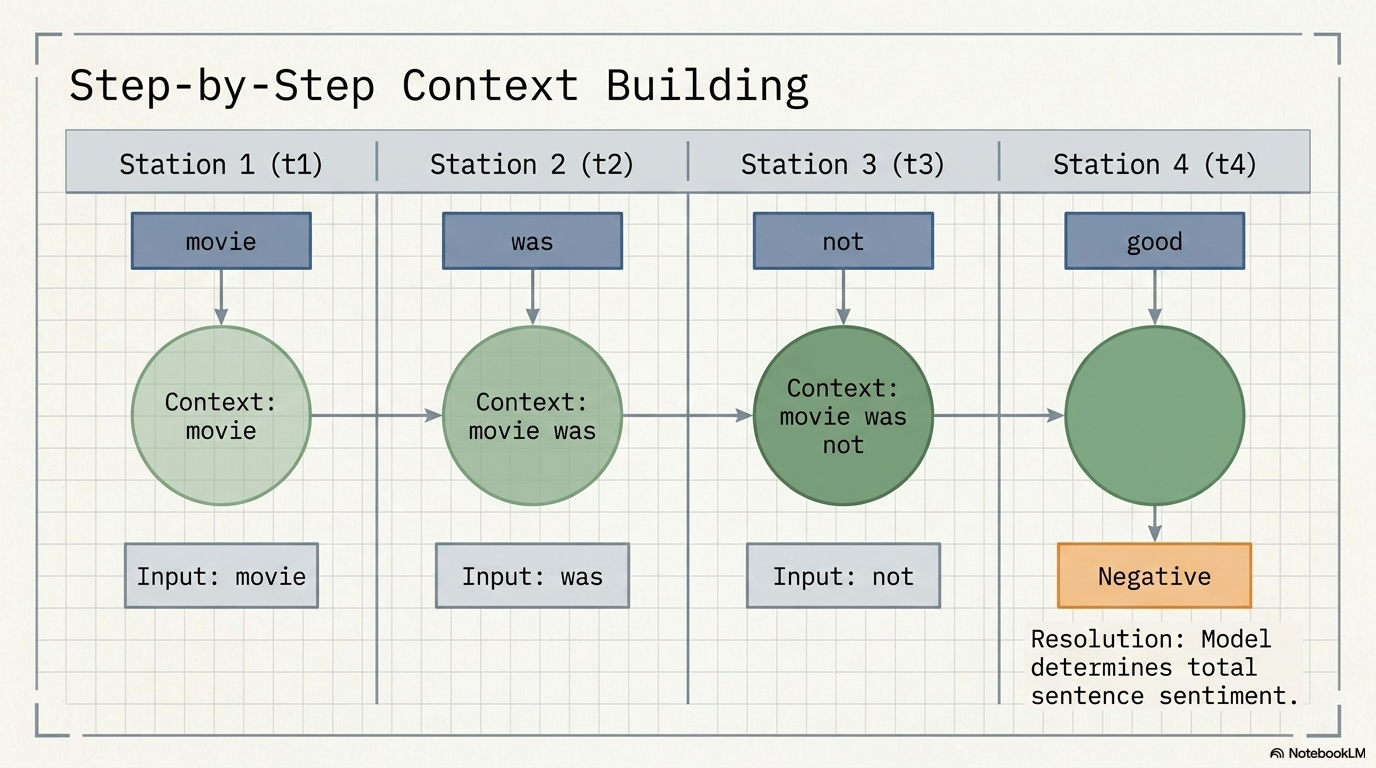 Step-by-Step Context Building
Station 1 (t1)
Station 2 (t2)
Station 3 (t3)
Station 4 (t4)
movie
was
not
good
Context:
movie
Context:
movie was
Context:
movie was
not
Input: movie
Input: was
Input: not
Negative
Resolution: Model
determines total
sentence sentiment.
NotebookLM